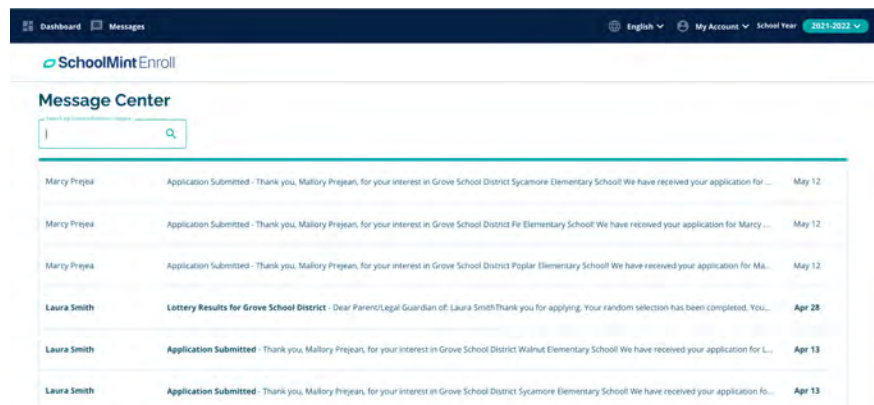 Dashboard Messages English My Account School Year 2021-2022
SchoolMint Enroll
Message Center
Marcy Prejea Application Submitted - Thank you, Mallory Prejean, for your interest in Grove School District Sycamore Elementary School! We have received your application for ... May 12
Marcy Prejea Application Submitted - Thank you, Mallory Prejean, for your interest in Grove School District Fir Elementary School! We have received your application for Marcy ... May 12
Marcy Prejea Application Submitted - Thank you, Mallory Prejean, for your interest in Grove School District Poplar Elementary School! We have received your application for Ma... May 12
Laura Smith Lottery Results for Grove School District - Dear Parent/Legal Guardian of: Laura SmithThank you for applying. Your random selection has been completed. You... Apr 28
Laura Smith Application Submitted - Thank you, Mallory Prejean, for your interest in Grove School District Walnut Elementary School! We have received your application for L... Apr 13
Laura Smith Application Submitted - Thank you, Mallory Prejean, for your interest in Grove School District Sycamore Elementary School! We have received your application fo... Apr 13